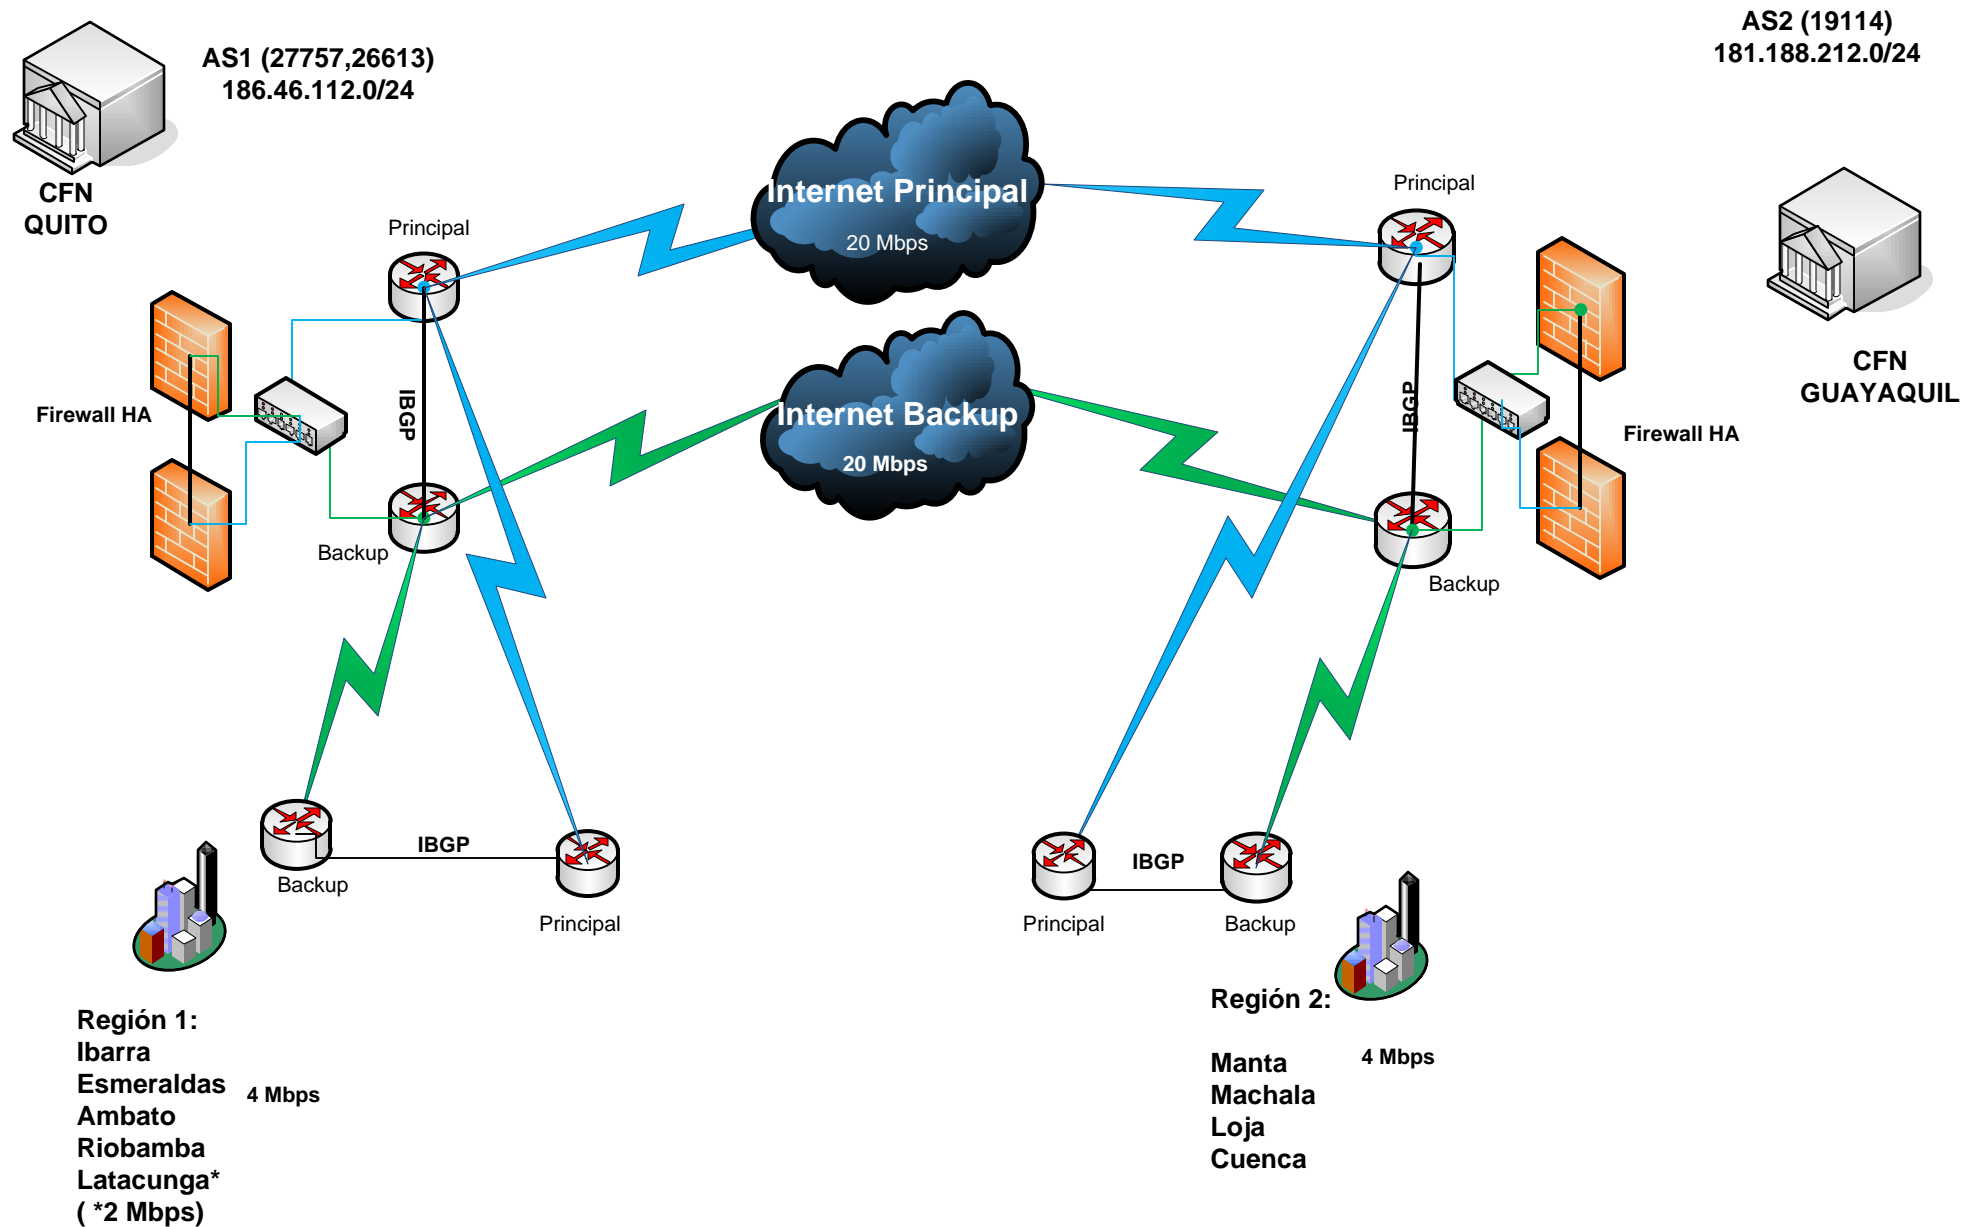 AS1 (27757,26613)
186.46.112.0/24
AS2 (19114)
181.188.212.0/24
CFN
QUITO
Principal
Internet Principal
20 Mbps
Principal
CFN
GUAYAQUIL
Firewall HA
IBGP
Internet Backup
20 Mbps
IBGP
Firewall HA
Backup
Backup
IBGP
Backup
Principal
IBGP
Principal
Backup
Región 1:
Ibarra
Esmeraldas
4 Mbps
Ambato
Riobamba
Latacunga*
( *2 Mbps)
Región 2:
Manta
4 Mbps
Machala
Loja
Cuenca